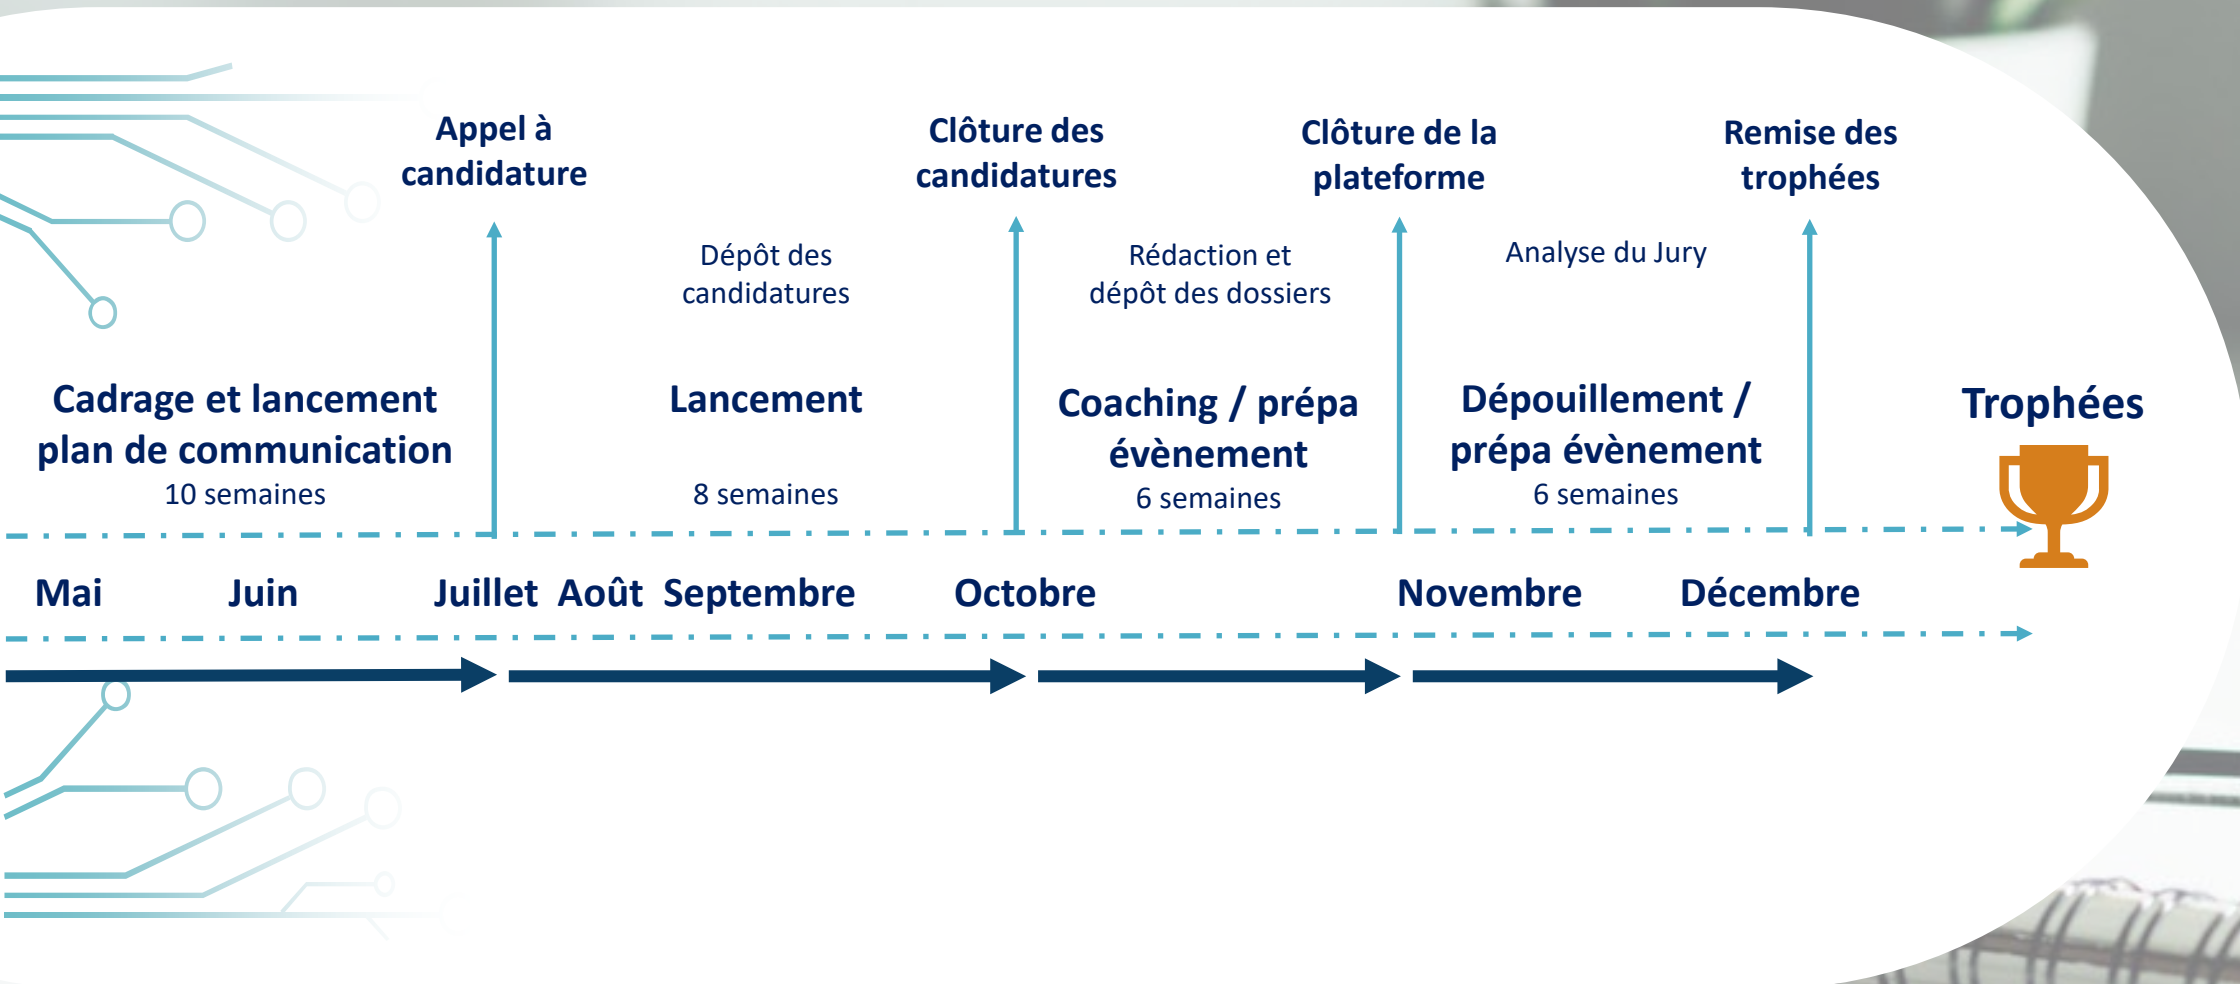 Appel à
candidature
Clôture des
candidatures
Clôture de la
plateforme
Remise des
trophées
Dépôt des
candidatures
Rédaction et
dépôt des dossiers
Analyse du Jury
Cadrage et lancement
plan de communication
10 semaines
Lancement
8 semaines
Coaching / prépa
évènement
6 semaines
Dépouillement /
prépa évènement
6 semaines
Trophées
Mai Juin Juillet Août Septembre Octobre Novembre Décembre